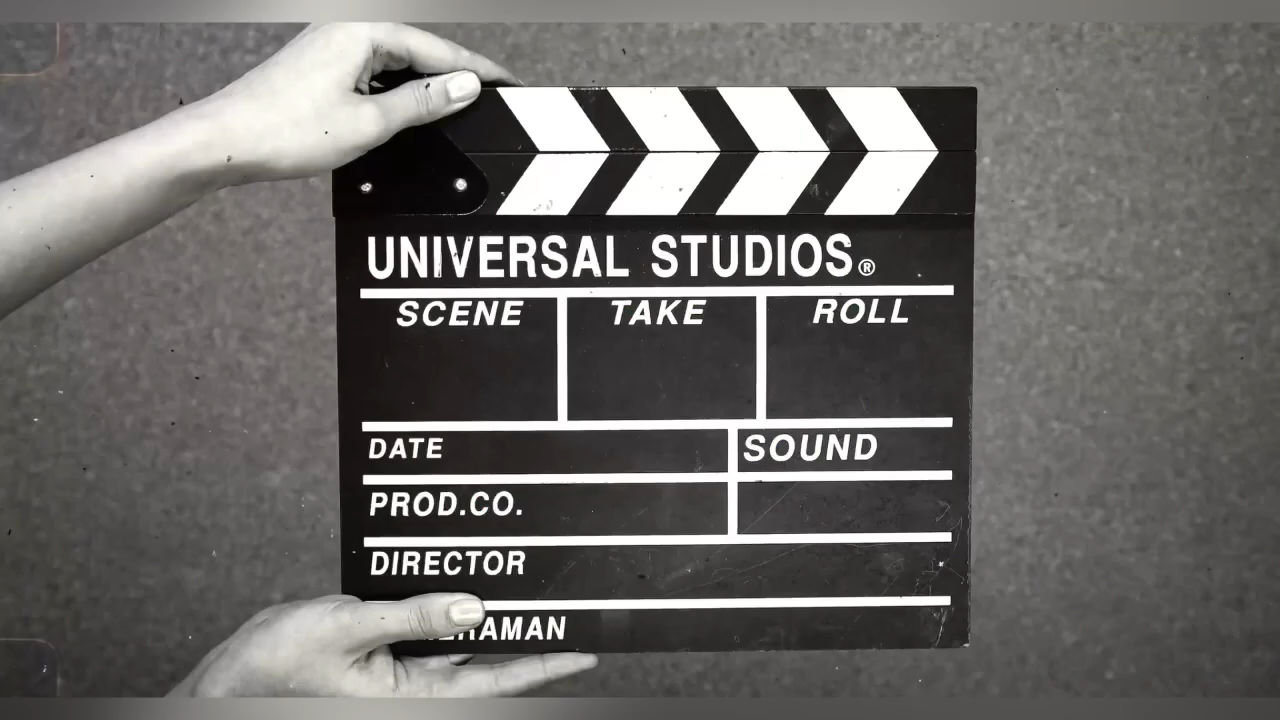 UNIVERSAL STUDIOS®
SCENE TAKE ROLL
DATE SOUND
PROD.CO.
DIRECTOR